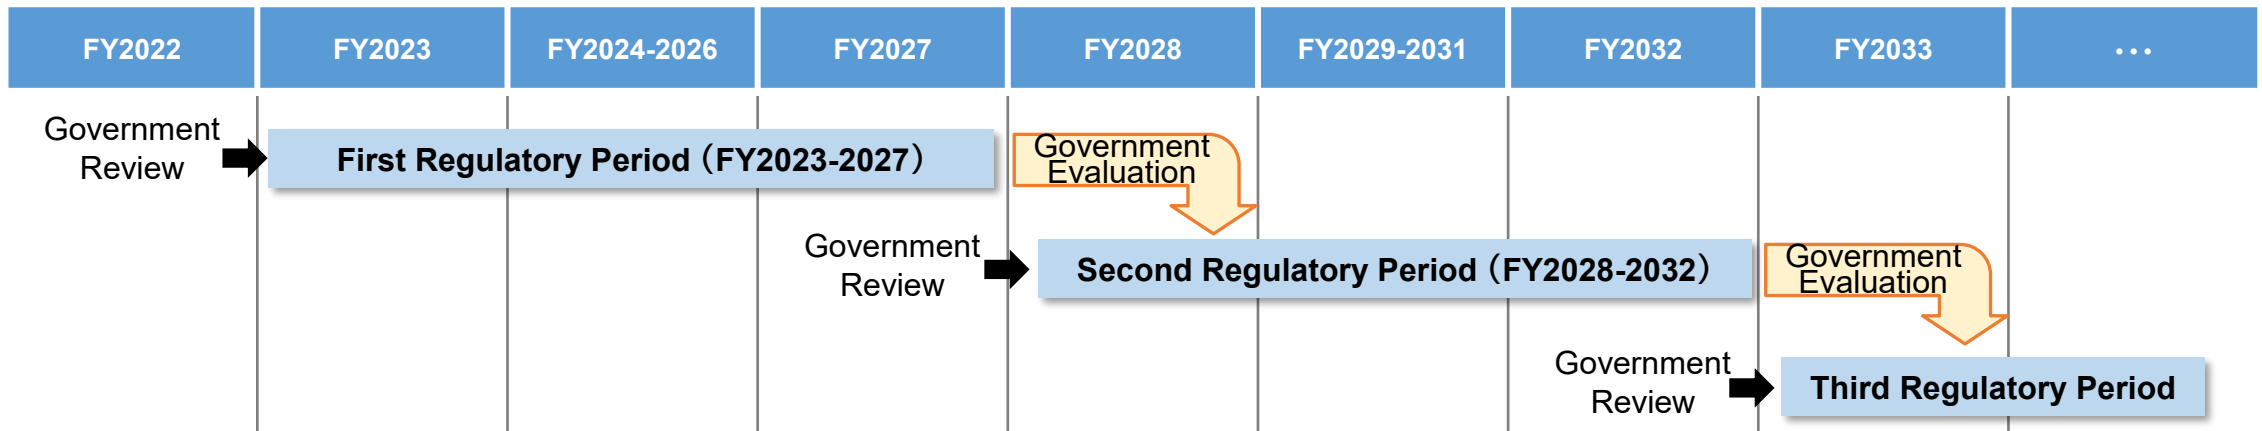 FY2022
FY2023
FY2024-2026
FY2027
FY2028
FY2029-2031
FY2032
FY2033
…
Government
Review
First Regulatory Period（FY2023-2027）
Government
Evaluation
Government
Review
Second Regulatory Period（FY2028-2032）
Government
Evaluation
Government
Review
Third Regulatory Period